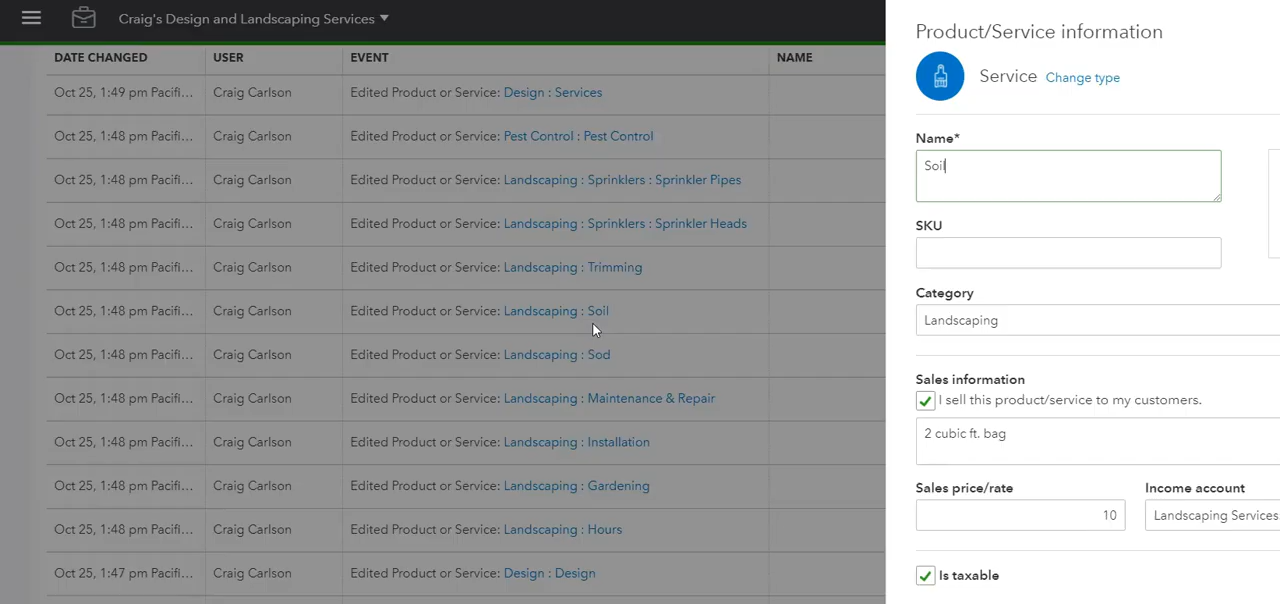 Craig's Design and Landscaping Services
DATE CHANGED USER EVENT NAME
Oct 25, 1:49 pm Pacifi... Craig Carlson Edited Product or Service: Design : Services
Oct 25, 1:48 pm Pacifi... Craig Carlson Edited Product or Service: Pest Control : Pest Control
Oct 25, 1:48 pm Pacifi... Craig Carlson Edited Product or Service: Landscaping : Sprinklers : Sprinkler Pipes
Oct 25, 1:48 pm Pacifi... Craig Carlson Edited Product or Service: Landscaping : Sprinklers : Sprinkler Heads
Oct 25, 1:48 pm Pacifi... Craig Carlson Edited Product or Service: Landscaping : Trimming
Oct 25, 1:48 pm Pacifi... Craig Carlson Edited Product or Service: Landscaping : Soil
Oct 25, 1:48 pm Pacifi... Craig Carlson Edited Product or Service: Landscaping : Sod
Oct 25, 1:48 pm Pacifi... Craig Carlson Edited Product or Service: Landscaping : Maintenance & Repair
Oct 25, 1:48 pm Pacifi... Craig Carlson Edited Product or Service: Landscaping : Installation
Oct 25, 1:48 pm Pacifi... Craig Carlson Edited Product or Service: Landscaping : Gardening
Oct 25, 1:48 pm Pacifi... Craig Carlson Edited Product or Service: Landscaping : Hours
Oct 25, 1:47 pm Pacifi... Craig Carlson Edited Product or Service: Design : Design
Product/Service information
Service Change type
Name*
Soil
SKU
Category
Landscaping
Sales information
I sell this product/service to my customers.
2 cubic ft. bag
Sales price/rate Income account
10 Landscaping Services
Is taxable